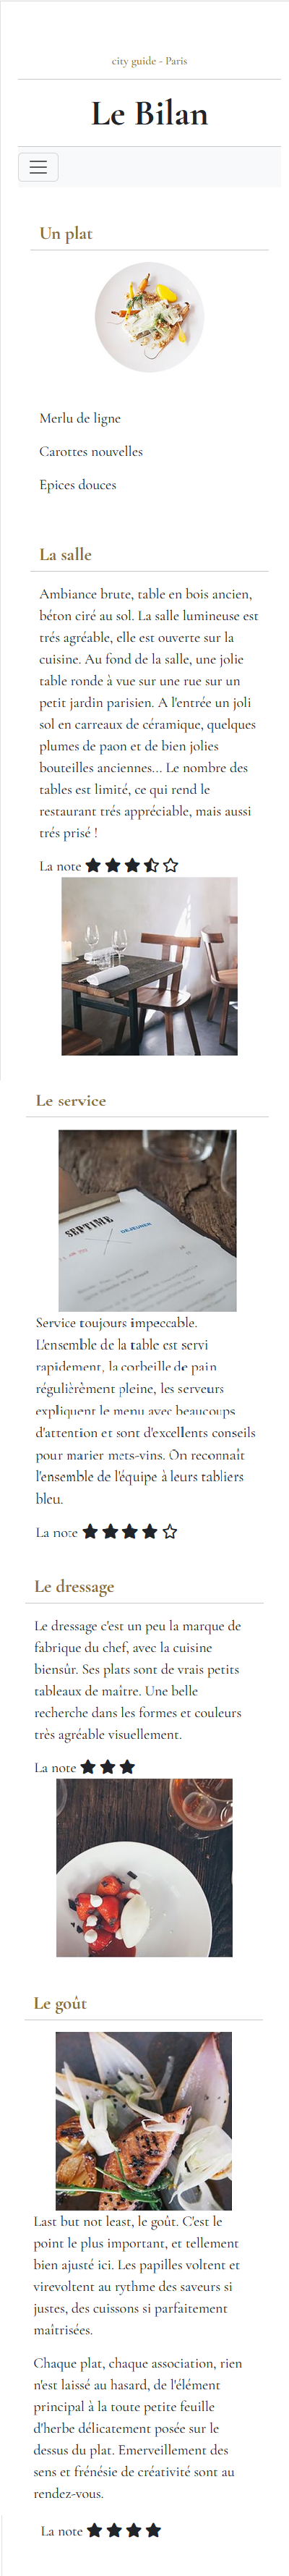 city guide - Paris
Le Bilan
Un plat
Merlu de ligne
Carottes nouvelles
Epices douces
La salle
Ambiance brute, table en bois ancien,
béton ciré au sol. La salle lumineuse est
trés agréable, elle est ouverte sur la
cuisine. Au fond de la salle, une jolie
table ronde à vue sur une rue sur un
petit jardin parisien. A l'entrée un joli
sol en carreaux de céramique, quelques
plumes de paon et de bien jolies
bouteilles anciennes... Le nombre des
tables est limité, ce qui rend le
restaurant trés appréciable, mais aussi
trés prisé !
La note
Le service
SEPTIME
DEJEUNER
Service toujours impeccable.
L'ensemble de la table est servi
rapidement, la corbeille de pain
régulièrement pleine, les serveurs
expliquent le menu avec beaucoups
d'attention et sont d'excellents conseils
pour marier mets-vins. On reconnaît
l'ensemble de l'équipe à leurs tabliers
bleu.
La note
Le dressage
Le dressage c'est un peu la marque de
fabrique du chef, avec la cuisine
biensûr. Ses plats sont de vrais petits
tableaux de maître. Une belle
recherche dans les formes et couleurs
très agréable visuellement.
La note
Le goût
Last but not least, le goût. C'est le
point le plus important, et tellement
bien ajusté ici. Les papilles voltent et
virevoltent au rythme des saveurs si
justes, des cuissons si parfaitement
maîtrisées.
Chaque plat, chaque association, rien
n'est laissé au hasard, de l'élément
principal à la toute petite feuille
d'herbe délicatement posée sur le
dessus du plat. Emerveillement des
sens et frénésie de créativité sont au
rendez-vous.
La note